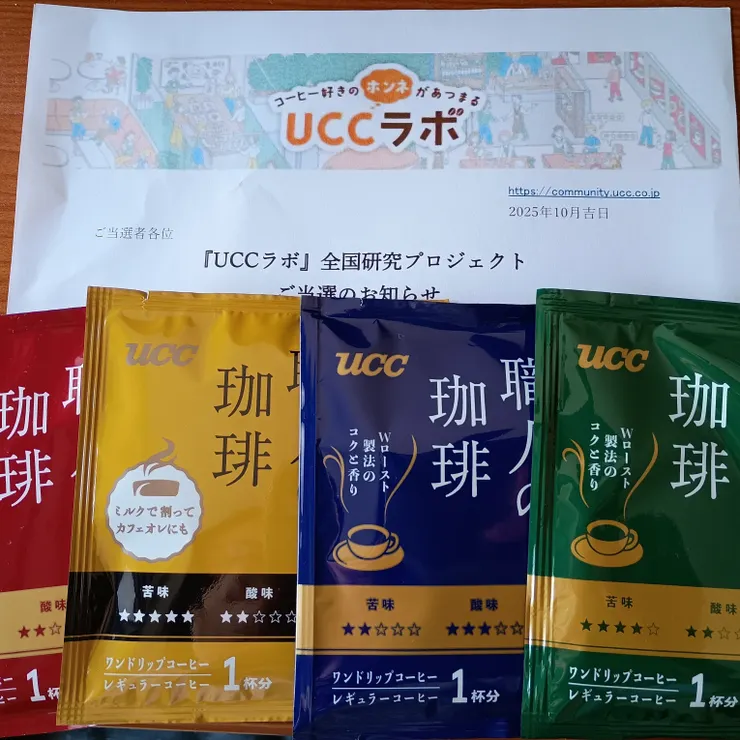 コーヒー好きの ホンネ があつまる
UCCラボ
https://community.ucc.co.jp
2025年10月吉日
ご当選者各位
『UCCラボ』全国研究プロジェクト
ご当選のお知らせ
珈琲
酸味
★★
1杯分
ucc
珈琲
ミルクで割って
カフェオレにも
苦味
★★★★★
酸味
★★☆☆☆
ワンドリップコーヒー
レギュラーコーヒー
1杯分
ucc
職人の
珈琲
Wロースト
製法の
コクと香り
苦味
★★☆☆☆
酸味
★★★☆☆
ワンドリップコーヒー
レギュラーコーヒー
1杯分
ucc
珈琲
Wロースト
製法の
コクと香り
苦味
★★★★☆
酸味
★★☆
ワンドリップコーヒー
レギュラーコーヒー
1杯分